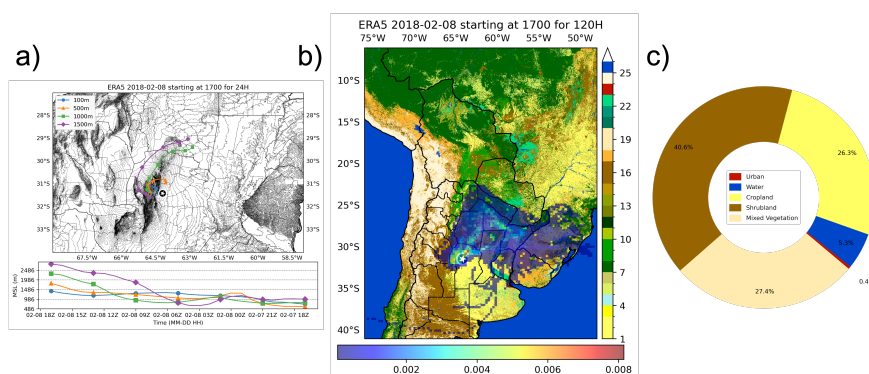 a)
ERA5 2018-02-08 starting at 1700 for 24H
100m
500m
1000m
1500m
28°S
29°S
30°S
31°S
32°S
33°S
28°S
29°S
30°S
31°S
32°S
33°S
67.5°W 66°W 64.5°W 63°W 61.5°W 60°W 58.5°W
MSL (m)
2486
1986
1486
986
486
02-08 18Z 02-08 15Z 02-08 12Z 02-08 09Z 02-08 06Z 02-08 03Z 02-08 00Z 02-07 21Z 02-07 18Z
Time (MM-DD HH)
b)
ERA5 2018-02-08 starting at 1700 for 120H
75°W 70°W 65°W 60°W 55°W 50°W
10°S
15°S
20°S
25°S
30°S
35°S
40°S
25
22
19
16
13
10
7
4
1
0.002 0.004 0.006 0.008
c)
40.6%
26.3%
5.3%
0.4
27.4%
Urban
Water
Cropland
Shrubland
Mixed Vegetation